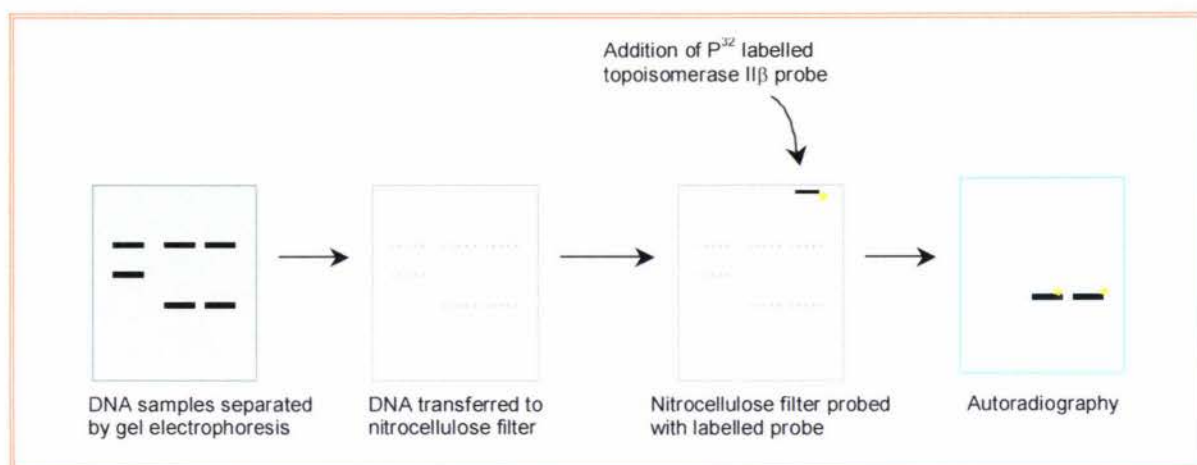 Addition of P³² labelled
topoisomerase IIβ probe
DNA samples separated
by gel electrophoresis
DNA transferred to
nitrocellulose filter
Nitrocellulose filter probed
with labelled probe
Autoradiography